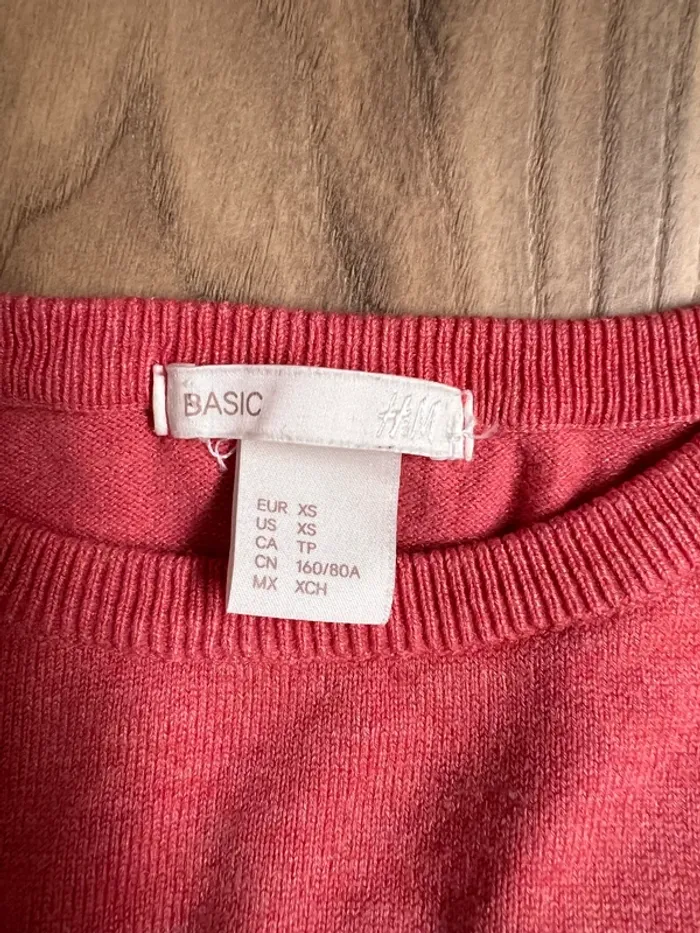 BASIC H&M
EUR XS
US XS
CA TP
CN 160/80A
MX XCH